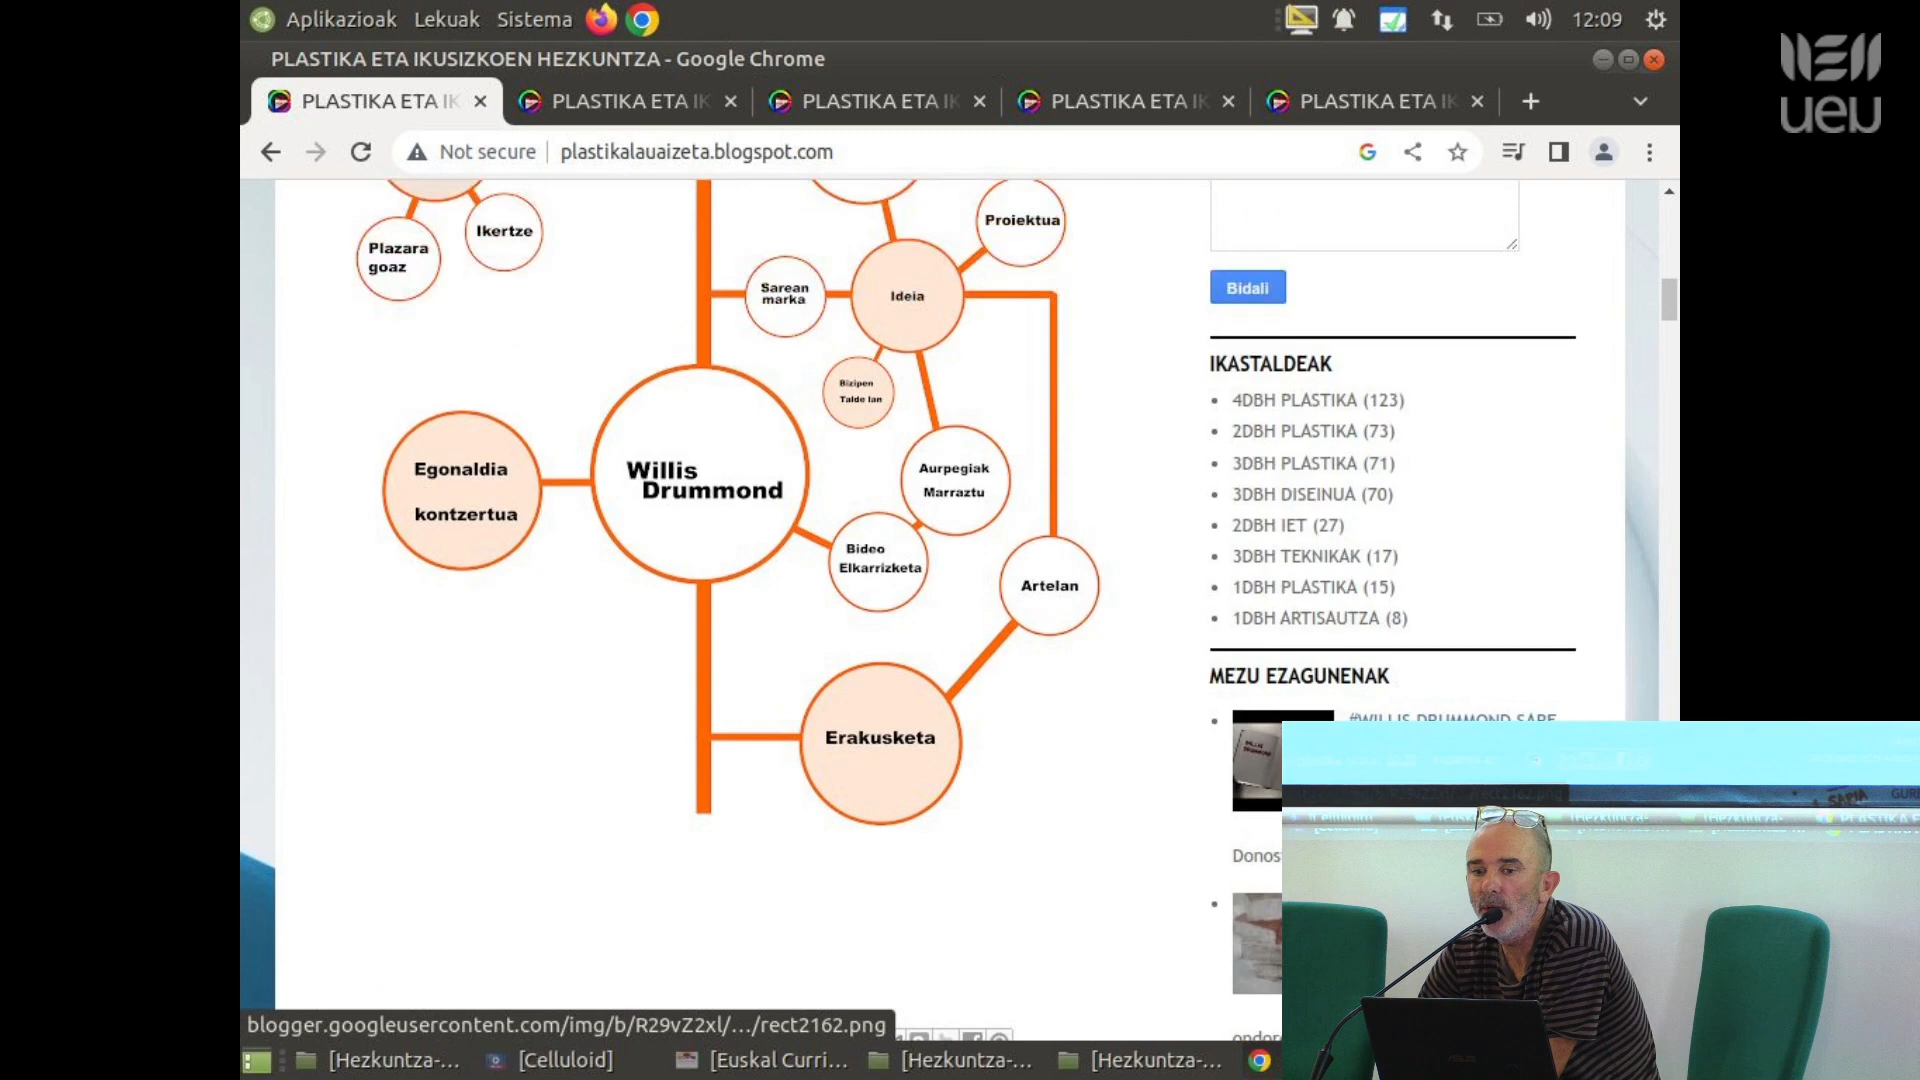 Aplikazioak Lekuak Sistema
12:09
PLASTIKA ETA IKUSIZKOEN HEZKUNTZA - Google Chrome
PLASTIKA ETA IK
PLASTIKA ETA IK
PLASTIKA ETA IK
PLASTIKA ETA IK
PLASTIKA ETA IK
Not secure
plastikalauaizeta.blogspot.com
Plazara
goaz
Ikertze
Proiektua
Sarean
marka
Ideia
Bizipen
Talde lan
Egonaldia
kontzertua
Willis
Drummond
Aurpegiak
Marraztu
Bideo
Elkarrizketa
Artelan
Erakusketa
Bidali
IKASTALDEAK
4DBH PLASTIKA (123)
2DBH PLASTIKA (73)
3DBH PLASTIKA (71)
3DBH DISEINUA (70)
2DBH IET (27)
3DBH TEKNIKAK (17)
1DBH PLASTIKA (15)
1DBH ARTISAUTZA (8)
MEZU EZAGUNENAK
#WILLIS DRUMMOND SARE
Donos
ondor
blogger.googleusercontent.com/img/b/R29vZ2xl/.../rect2162.png
[Hezkuntza-...
[Celluloid]
[Euskal Curri...
[Hezkuntza-...
[Hezkuntza-...
ueu